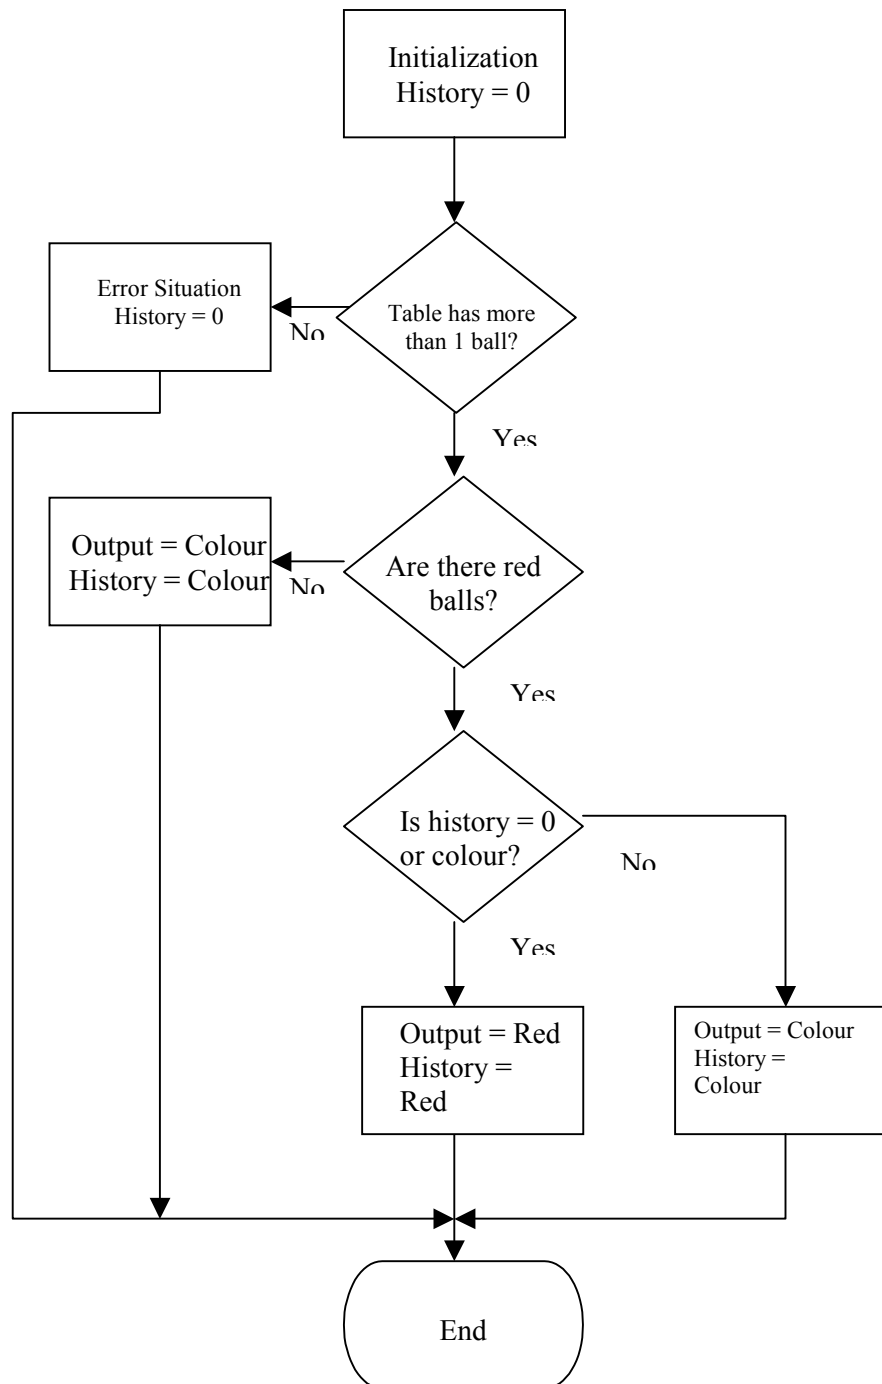 Initialization
History = 0
Error Situation
History = 0
No
Table has more
than 1 ball?
Yes
Output = Colour
History = Colour
No
Are there red
balls?
Yes
Is history = 0
or colour?
No
Yes
Output = Red
History =
Red
Output = Colour
History =
Colour
End